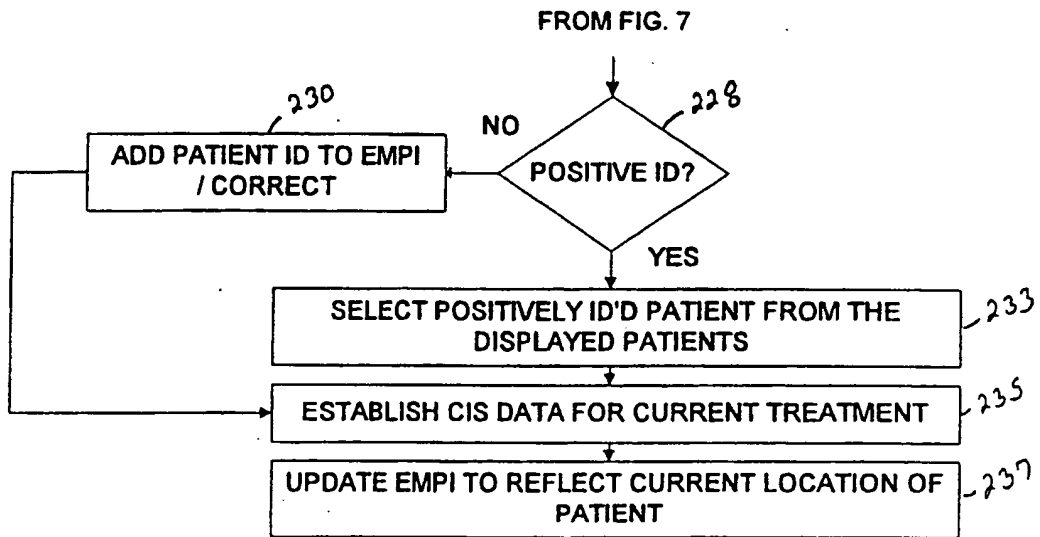 FROM FIG. 7
230
228
NO
ADD PATIENT ID TO EMPI
/ CORRECT
POSITIVE ID?
YES
SELECT POSITIVELY ID'D PATIENT FROM THE
DISPLAYED PATIENTS
233
ESTABLISH CIS DATA FOR CURRENT TREATMENT
235
UPDATE EMPI TO REFLECT CURRENT LOCATION OF
PATIENT
237